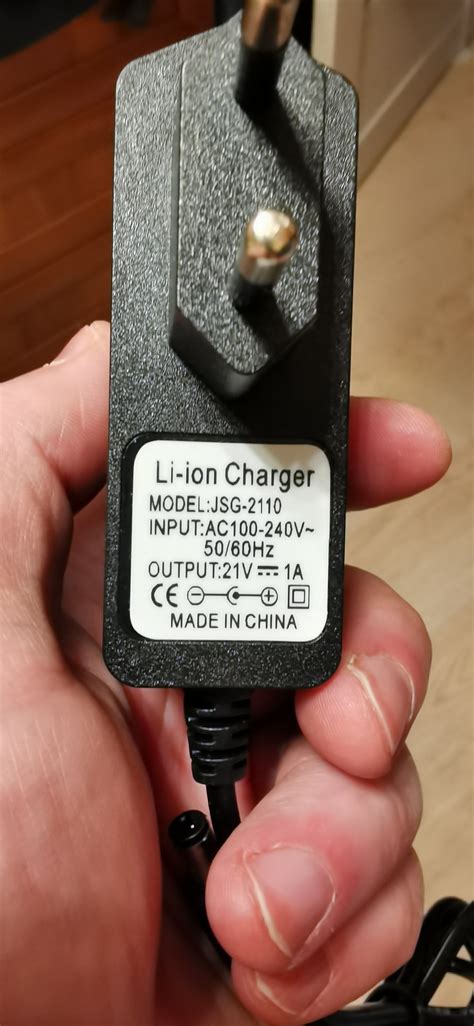 Li-ion Charger
MODEL:JSG-2110
INPUT:AC100-240V~
50/60Hz
OUTPUT:21V⎓1A
CE
MADE IN CHINA